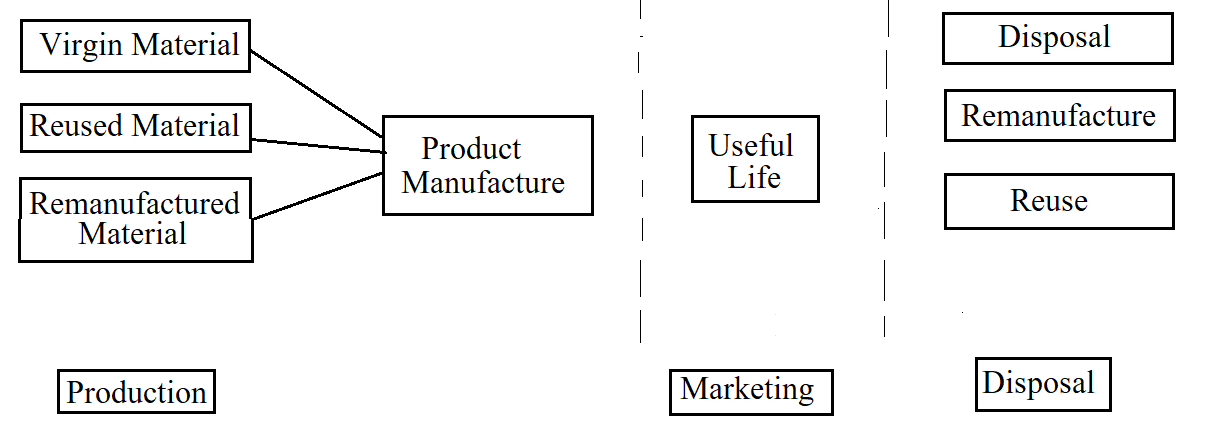 Virgin Material
Reused Material
Remanufactured
Material
Product
Manufacture
Useful
Life
Disposal
Remanufacture
Reuse
Production
Marketing
Disposal